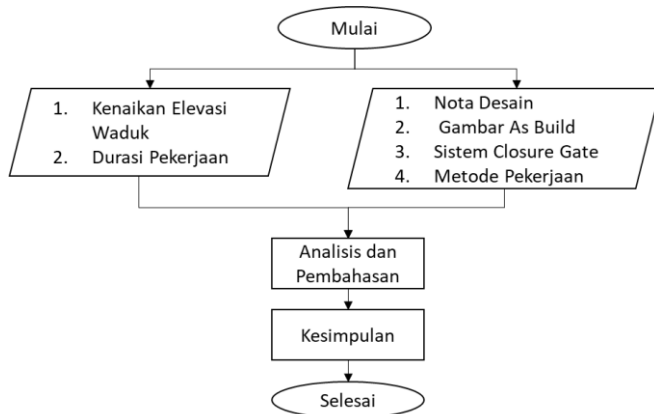 Mulai
1. Kenaikan Elevasi
Waduk
2. Durasi Pekerjaan
1. Nota Desain
2. Gambar As Build
3. Sistem Closure Gate
4. Metode Pekerjaan
Analisis dan
Pembahasan
Kesimpulan
Selesai